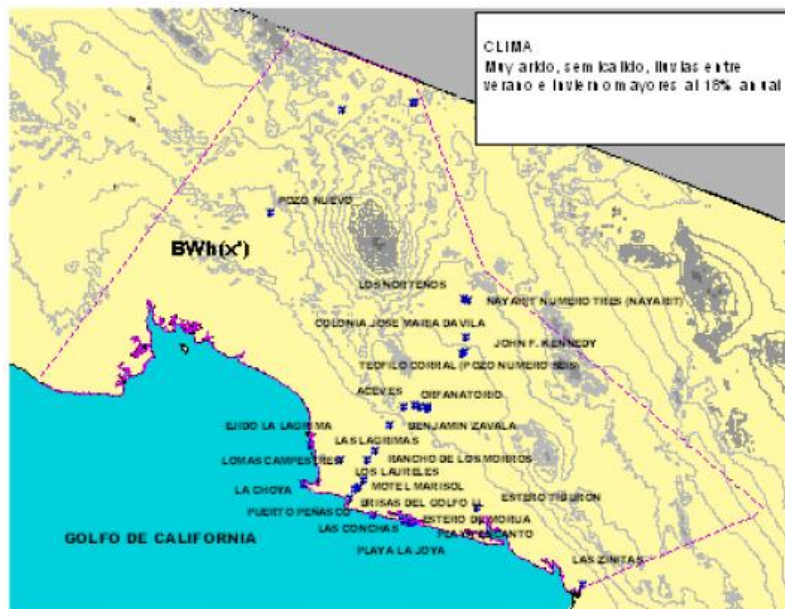 CLIMA
Muy arido, semicalido, lluvias entre
verano e invierno mayores al 18% anual
POZO NUEVO
BWh(x')
LOS NORTEÑOS
NAYARIT NUMERO TRES (NAYARIT)
COLONIA JOSE MARIA DAVILA
JOHN F. KENNEDY
TEOFILO CORRAL (POZO NUMERO SEIS)
ACEVES
ORFANATORIO
EJIDO LA LAGRIMA
BENJAMIN ZAVALA
LAS LAGRIMAS
LOMAS CAMPESTRES
RANCHO DE LOS MORROS
LOS LAURELES
LA CHOYA
MOTEL MARISOL
BRISAS DEL GOLFO II
ESTERO TIBURON
PUERTO PEÑASCO
ESTERO DE MORUA
LAS CONCHAS
PLAYA
GOLFO DE CALIFORNIA
PLAYA LA JOYA
LAS ZINITAS